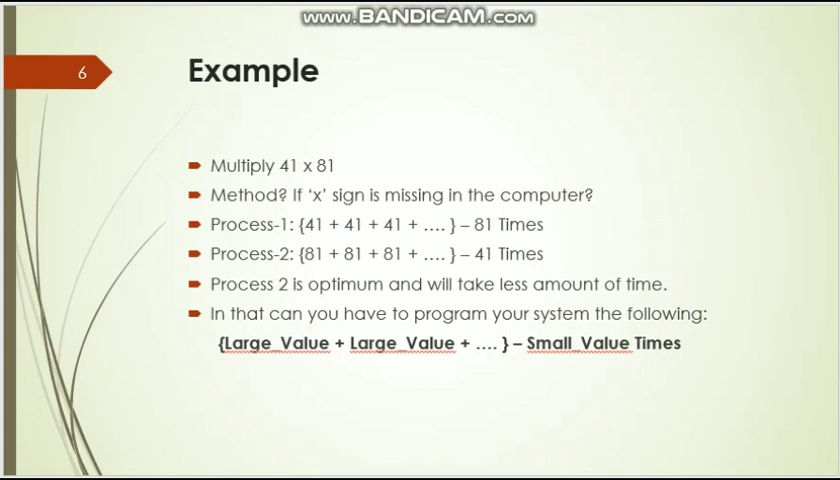 www.BANDICAM.com
6
Example
Multiply 41 x 81
Method? If ‘x’ sign is missing in the computer?
Process-1: {41 + 41 + 41 + …. } – 81 Times
Process-2: {81 + 81 + 81 + …. } – 41 Times
Process 2 is optimum and will take less amount of time.
In that can you have to program your system the following:
{Large_Value + Large_Value + …. } – Small_Value Times